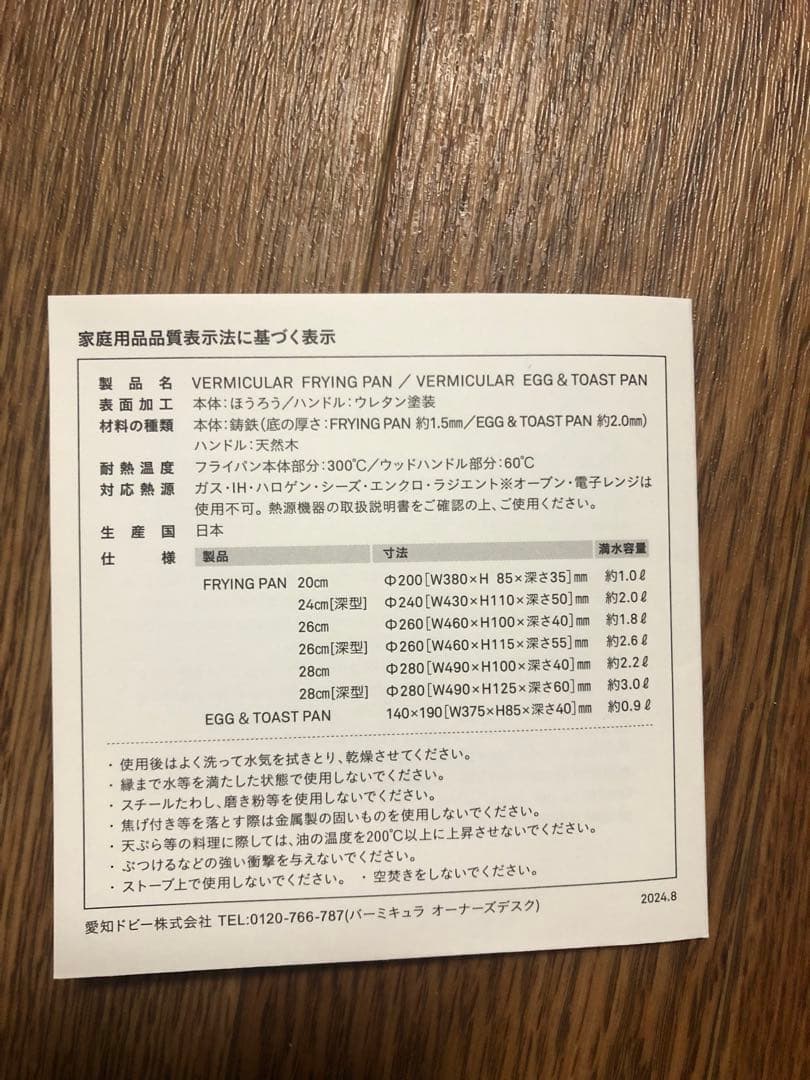 家庭用品品質表示法に基づく表示
製品名 VERMICULAR FRYING PAN / VERMICULAR EGG & TOAST PAN
表面加工 本体:ほうろう/ハンドル:ウレタン塗装
材料の種類 本体:鋳鉄(底の厚さ:FRYING PAN 約1.5㎜/EGG & TOAST PAN 約2.0㎜)
ハンドル:天然木
耐熱温度 フライパン本体部分:300℃/ウッドハンドル部分:60℃
対応熱源 ガス・IH・ハロゲン・シーズ・エンクロ・ラジエント※オーブン・電子レンジは
使用不可。熱源機器の取扱説明書をご確認の上、ご使用ください。
生産国 日本
仕様 製品 寸法 満水容量
FRYING PAN 20㎝ Φ200[W380×H 85×深さ35]㎜ 約1.0ℓ
24㎝[深型] Φ240[W430×H110×深さ50]㎜ 約2.0ℓ
26㎝ Φ260[W460×H100×深さ40]㎜ 約1.8ℓ
26㎝[深型] Φ260[W460×H115×深さ55]㎜ 約2.6ℓ
28㎝ Φ280[W490×H100×深さ40]㎜ 約2.2ℓ
28㎝[深型] Φ280[W490×H125×深さ60]㎜ 約3.0ℓ
EGG & TOAST PAN 140×190[W375×H85×深さ40]㎜ 約0.9ℓ
・使用後はよく洗って水気を拭きとり、乾燥させてください。
・縁まで水等を満たした状態で使用しないでください。
・スチールたわし、磨き粉等を使用しないでください。
・焦げ付き等を落とす際は金属製の固いものを使用しないでください。
・天ぷら等の料理に際しては、油の温度を200℃以上に上昇させないでください。
・ぶつけるなどの強い衝撃を与えないでください。
・ストーブ上で使用しないでください。 ・空焚きをしないでください。
愛知ドビー株式会社 TEL:0120-766-787(バーミキュラ オーナーズデスク) 2024.8